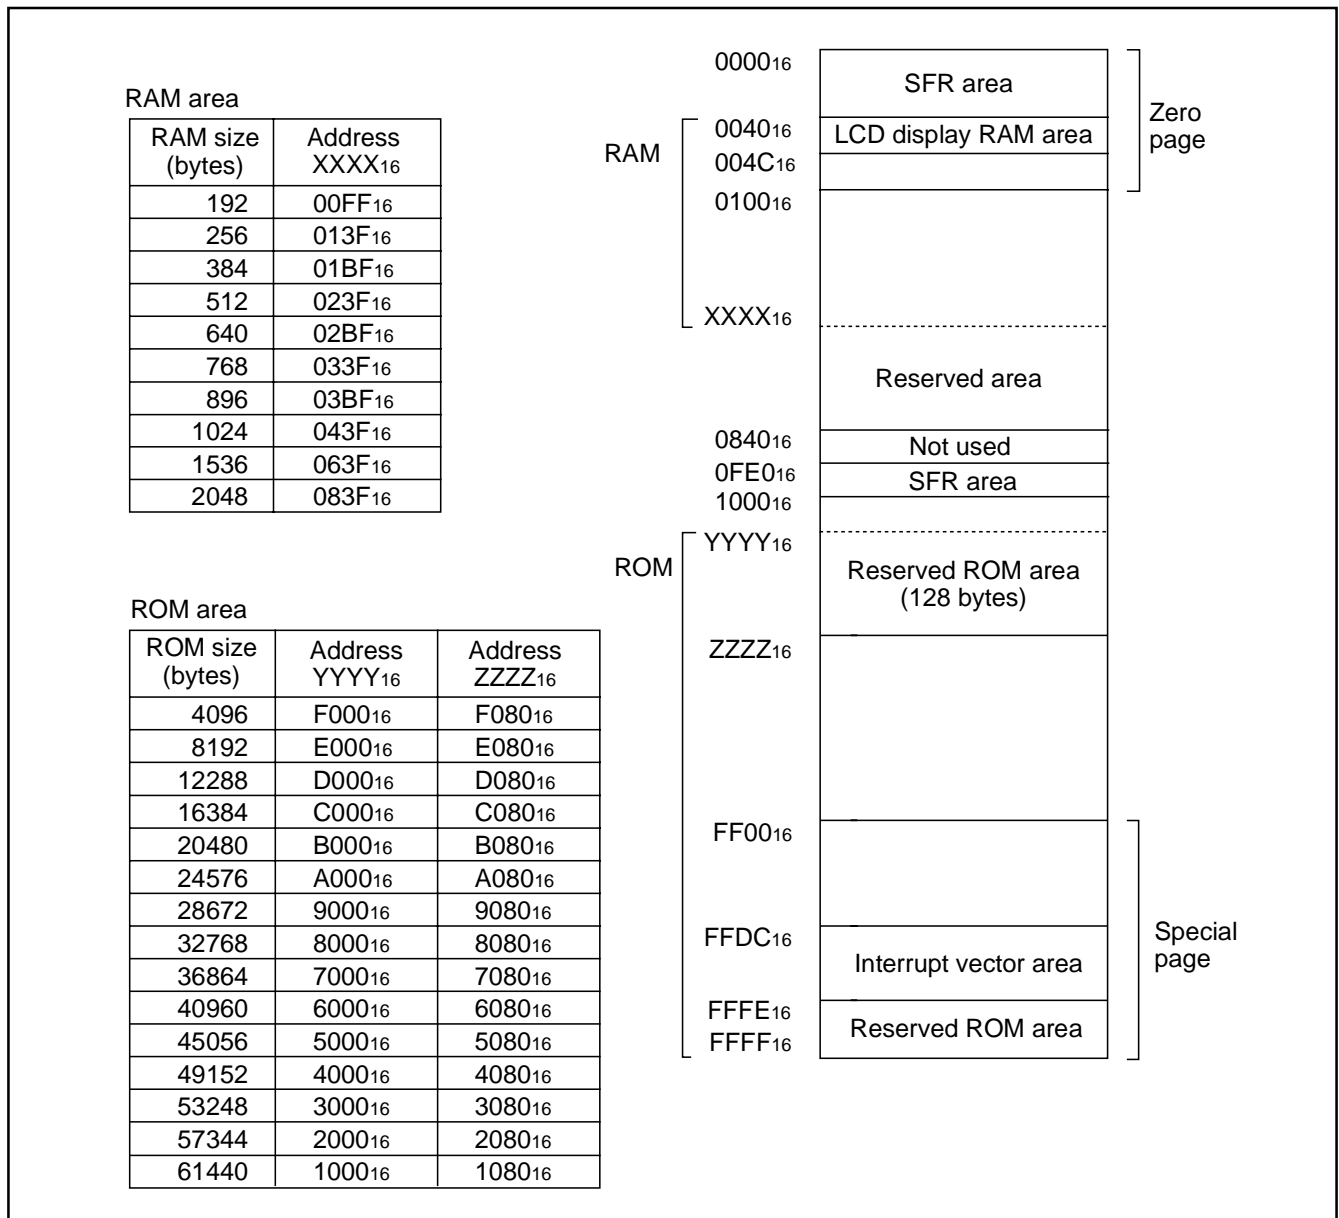 RAM area
RAM size (bytes) Address XXXX16
192 00FF16
256 013F16
384 01BF16
512 023F16
640 02BF16
768 033F16
896 03BF16
1024 043F16
1536 063F16
2048 083F16
ROM area
ROM size (bytes) Address YYYY16 Address ZZZZ16
4096 F00016 F08016
8192 E00016 E08016
12288 D00016 D08016
16384 C00016 C08016
20480 B00016 B08016
24576 A00016 A08016
28672 900016 908016
32768 800016 808016
36864 700016 708016
40960 600016 608016
45056 500016 508016
49152 400016 408016
53248 300016 308016
57344 200016 208016
61440 100016 108016
RAM
ROM
000016
SFR area
004016
LCD display RAM area
004C16
010016
XXXX16
Reserved area
084016
Not used
0FE016
SFR area
100016
YYYY16
Reserved ROM area
(128 bytes)
ZZZZ16
FF0016
FFDC16
Interrupt vector area
FFFE16
Reserved ROM area
FFFF16
Zero
page
Special
page